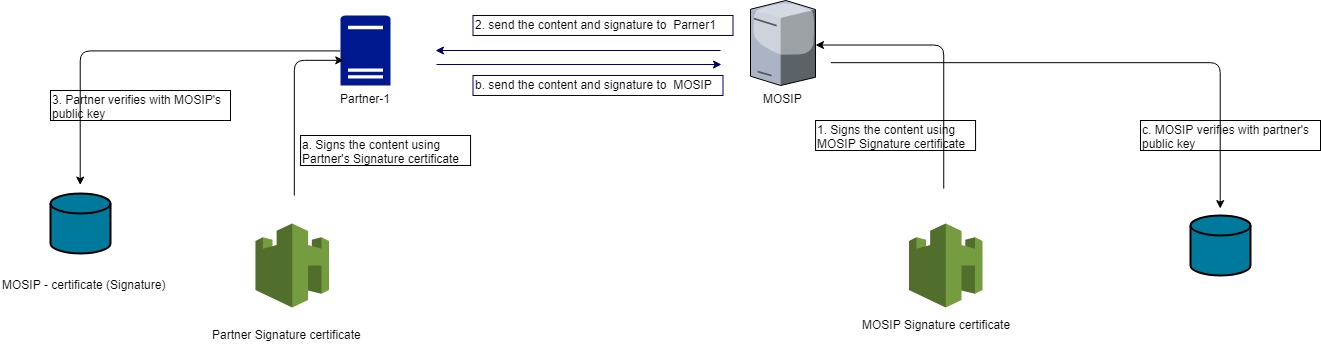 2. send the content and signature to  Parner1
b. send the content and signature to  MOSIP
Partner-1
MOSIP
3. Partner verifies with MOSIP's
public key
a. Signs the content using
Partner's Signature certificate
1. Signs the content using
MOSIP Signature certificate
c. MOSIP verifies with partner's
public key
MOSIP - certificate (Signature)
Partner Signature certificate
MOSIP Signature certificate